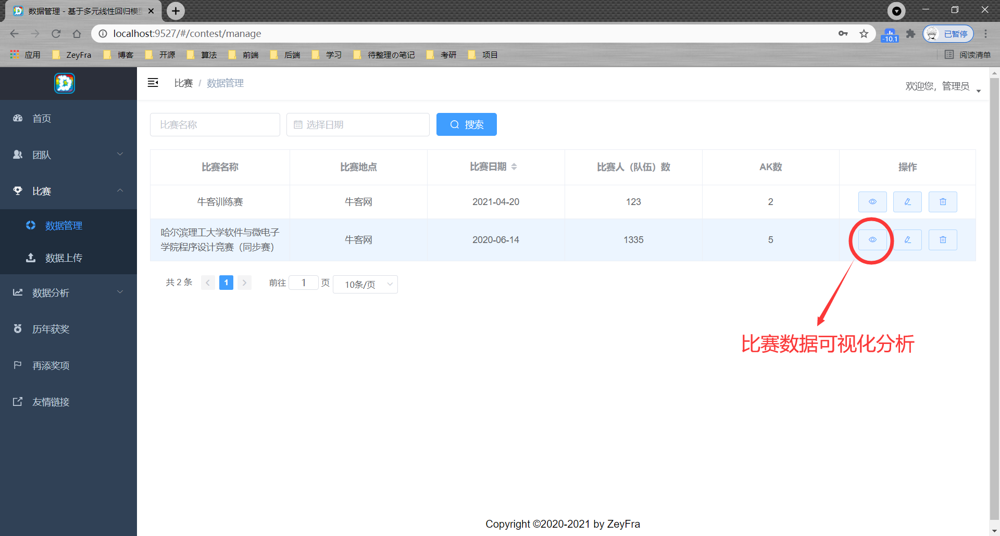 数据管理 - 基于多元线性回归模
localhost:9527/#/contest/manage
-10.1
已暂停
应用
ZeyFra
博客
开源
算法
前端
后端
学习
待整理の笔记
考研
项目
阅读清单
比赛 / 数据管理
欢迎您，管理员
首页
团队
比赛
数据管理
数据上传
数据分析
历年获奖
再添奖项
友情链接
比赛名称
选择日期
搜索
比赛名称 比赛地点 比赛日期 比赛人（队伍）数 AK数 操作
牛客训练赛 牛客网 2021-04-20 123 2
哈尔滨理工大学软件与微电子
学院程序设计竞赛（同步赛） 牛客网 2020-06-14 1335 5
共 2 条 1 前往 1 页 10条/页
比赛数据可视化分析
Copyright ©2020-2021 by ZeyFra